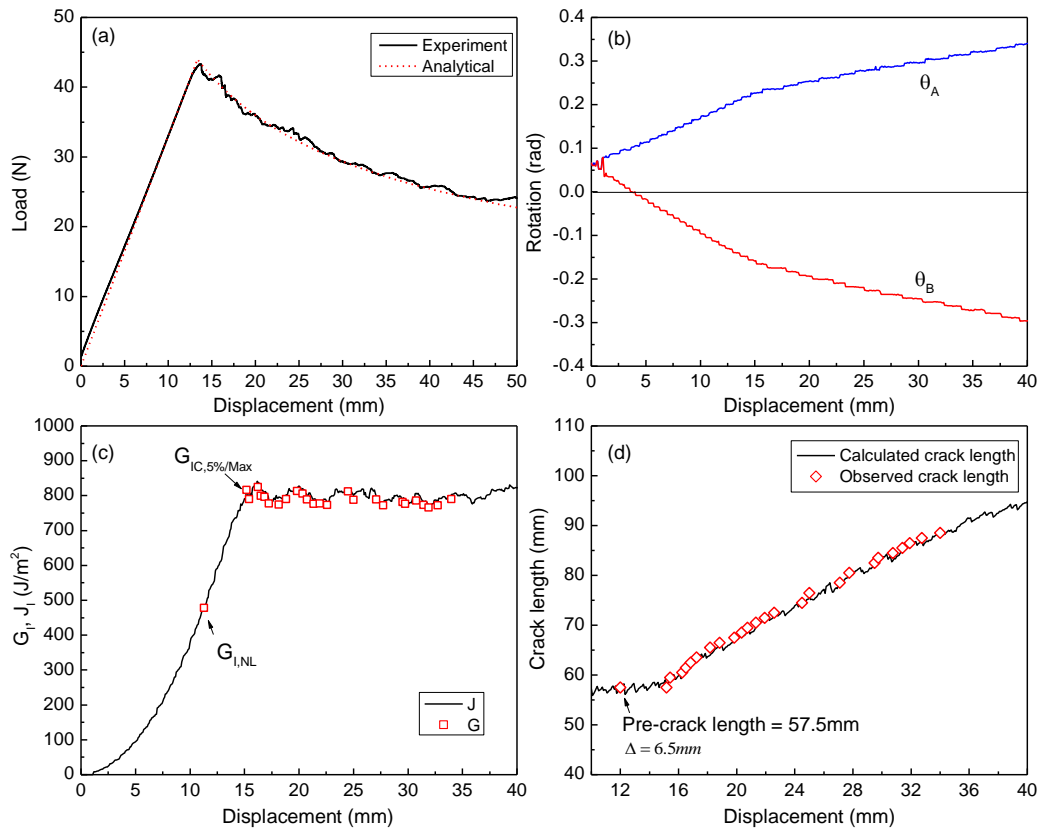 (a)
Experiment
Analytical
50
40
30
20
10
0
Load (N)
0 5 10 15 20 25 30 35 40 45 50
Displacement (mm)
(b)
0.4
0.3
0.2
0.1
0.0
-0.1
-0.2
-0.3
-0.4
Rotation (rad)
θA
θB
0 5 10 15 20 25 30 35 40
Displacement (mm)
(c)
1000
900
800
700
600
500
400
300
200
100
0
GI, JI (J/m²)
GIC,5%/Max
GI,NL
J
G
0 5 10 15 20 25 30 35 40
Displacement (mm)
(d)
Calculated crack length
Observed crack length
110
100
90
80
70
60
50
40
Crack length (mm)
Pre-crack length = 57.5mm
Δ = 6.5mm
12 16 20 24 28 32 36 40
Displacement (mm)